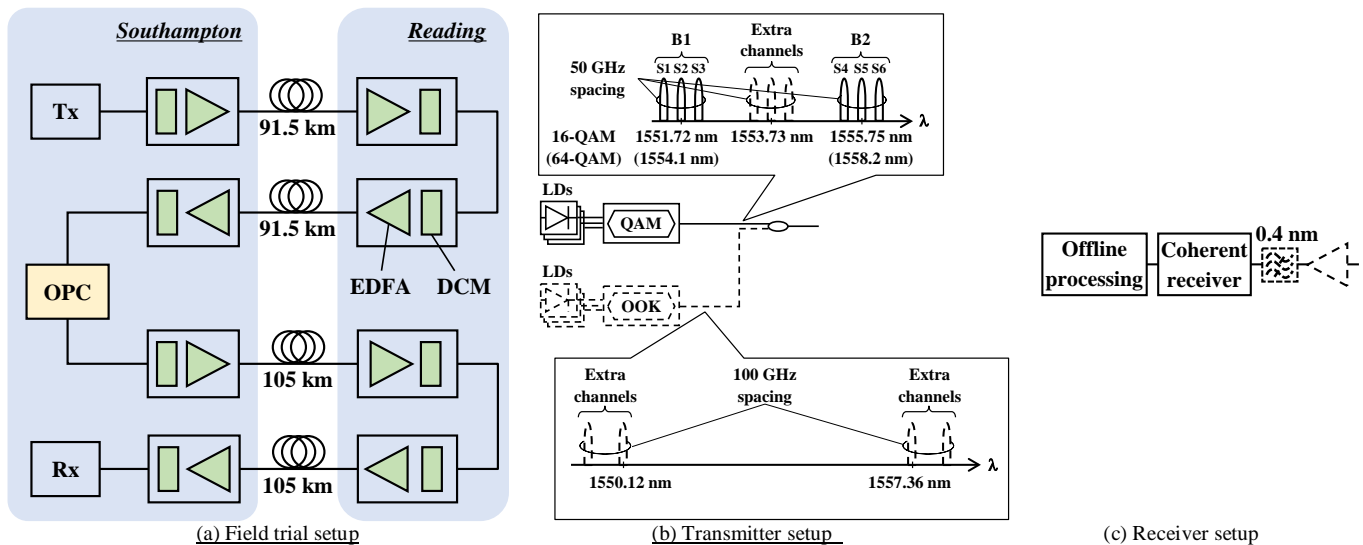 Southampton
Reading
Tx
91.5 km
91.5 km
EDFA
DCM
OPC
105 km
Rx
105 km
(a) Field trial setup
B1
Extra
channels
B2
S1 S2 S3
S4 S5 S6
50 GHz
spacing
λ
16-QAM 1551.72 nm 1553.73 nm 1555.75 nm
(64-QAM) (1554.1 nm) (1558.2 nm)
LDs
QAM
LDs
OOK
Extra
channels
100 GHz
spacing
Extra
channels
λ
1550.12 nm 1557.36 nm
(b) Transmitter setup
Offline
processing
Coherent
receiver
0.4 nm
(c) Receiver setup